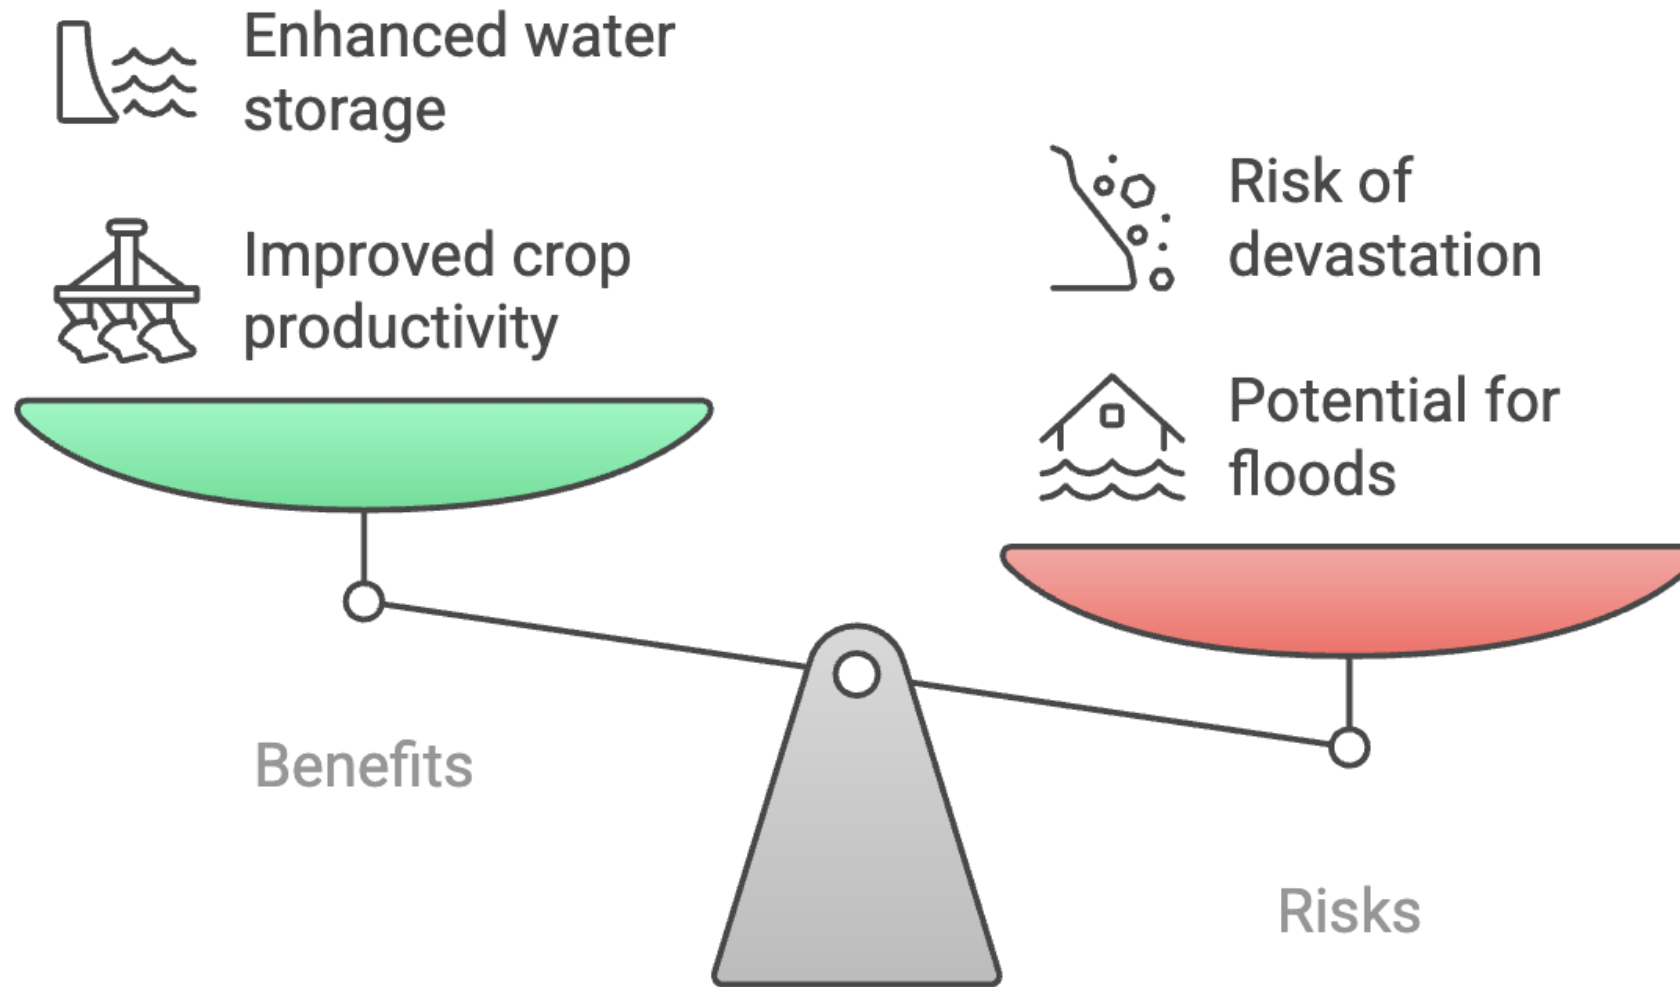 Enhanced water
storage
Improved crop
productivity
Risk of
devastation
Potential for
floods
Benefits
Risks